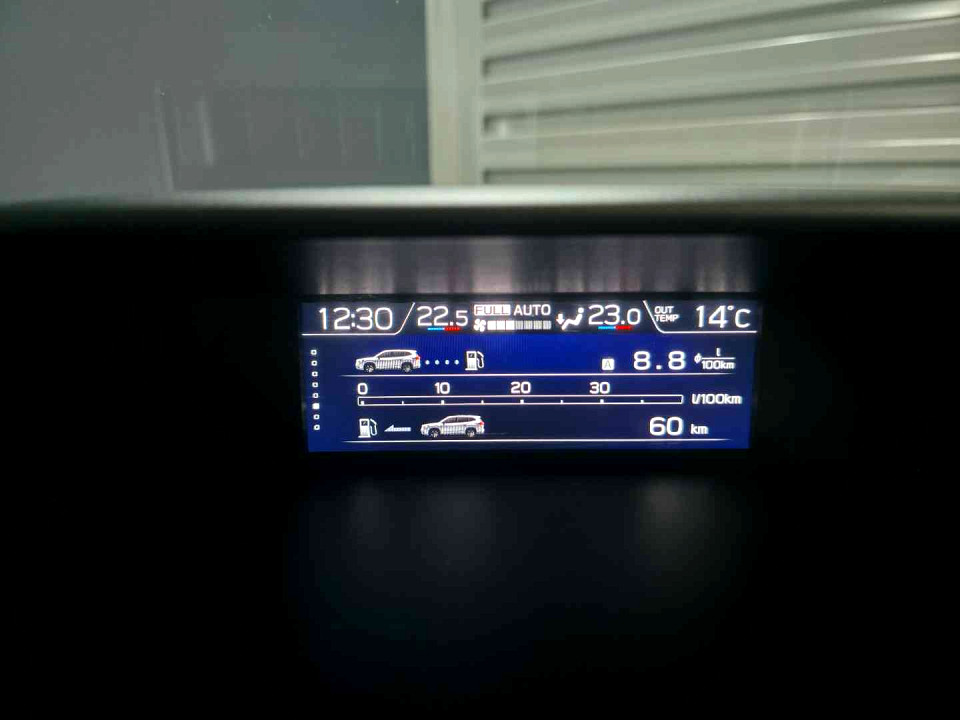 12:30 22.5 FULL AUTO 23.0 OUT TEMP 14°C
A 8.8 ϕ ℓ/100km
0 10 20 30
l/100km
60 km